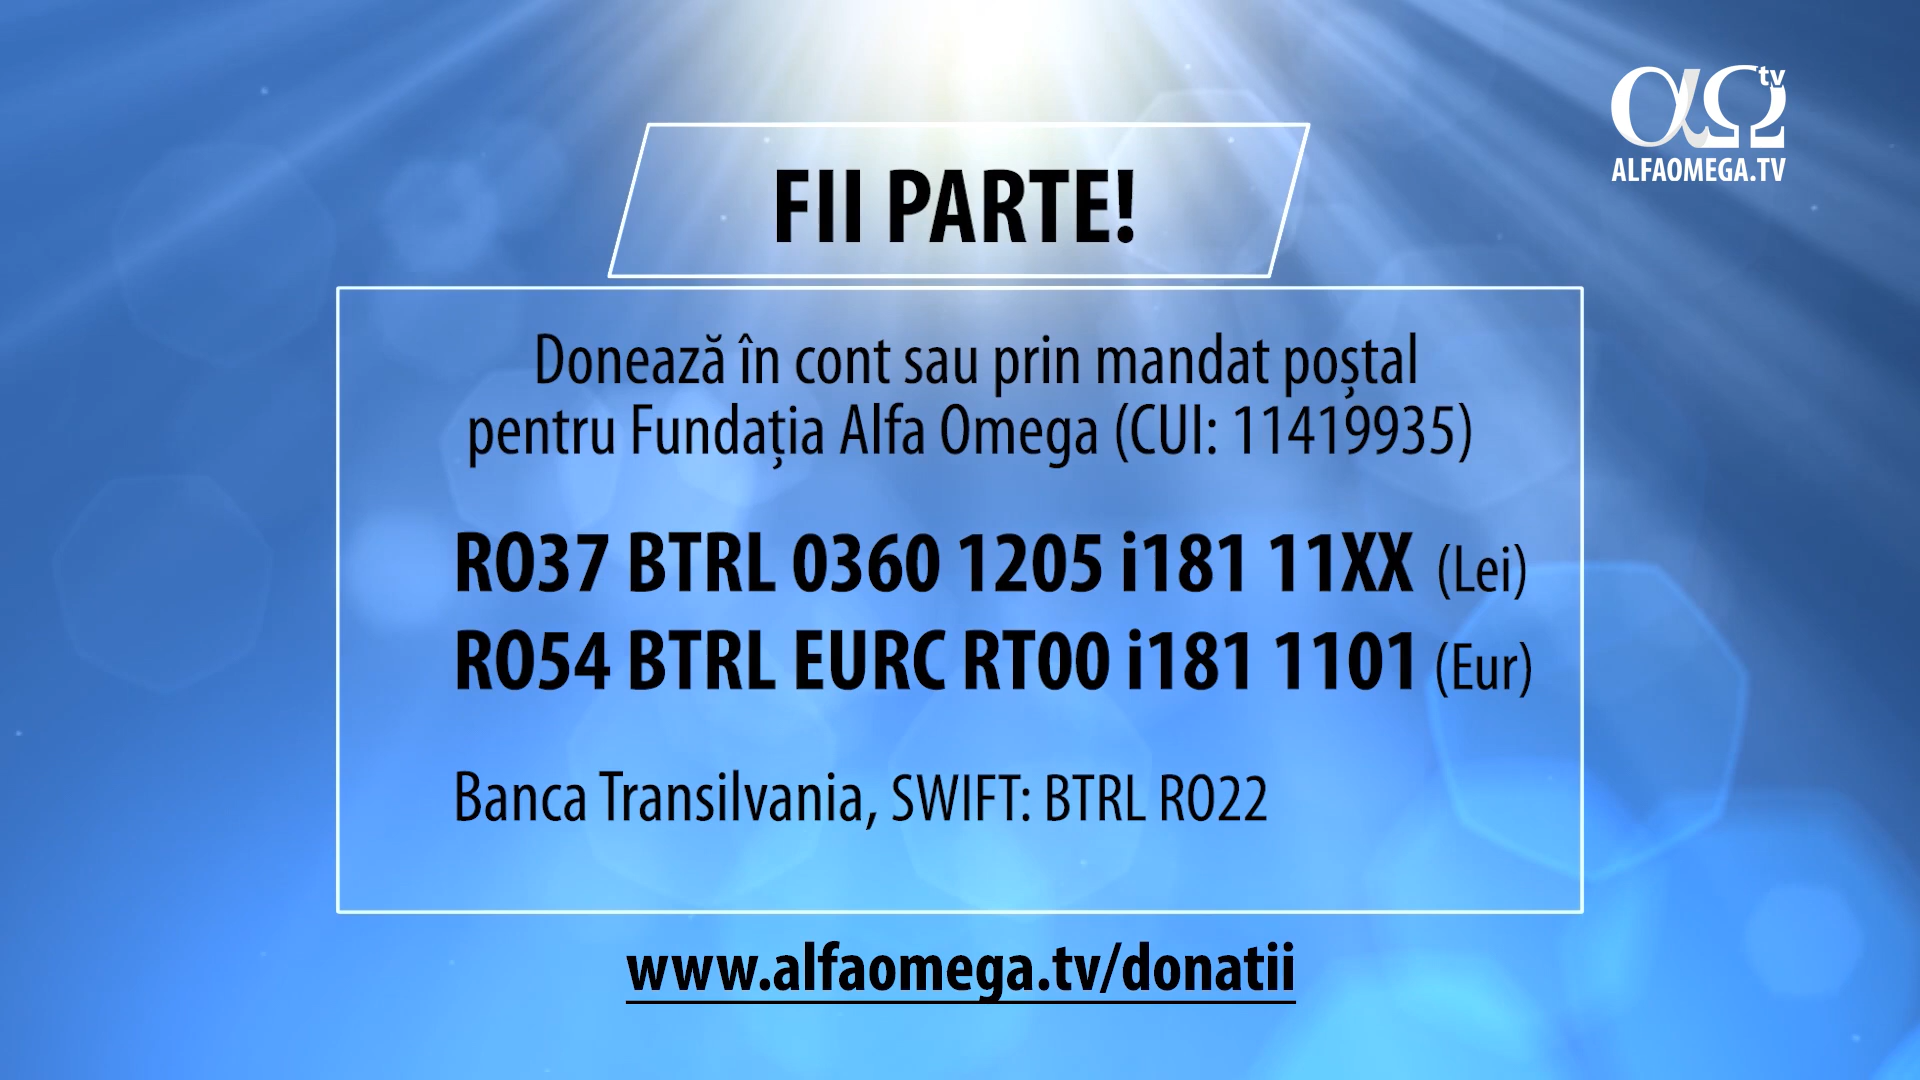 αΩ tv
ALFAOMEGA.TV
FII PARTE!
Donează în cont sau prin mandat poștal
pentru Fundația Alfa Omega (CUI: 11419935)
RO37 BTRL 0360 1205 i181 11XX (Lei)
RO54 BTRL EURC RT00 i181 1101 (Eur)
Banca Transilvania, SWIFT: BTRL RO22
www.alfaomega.tv/donatii